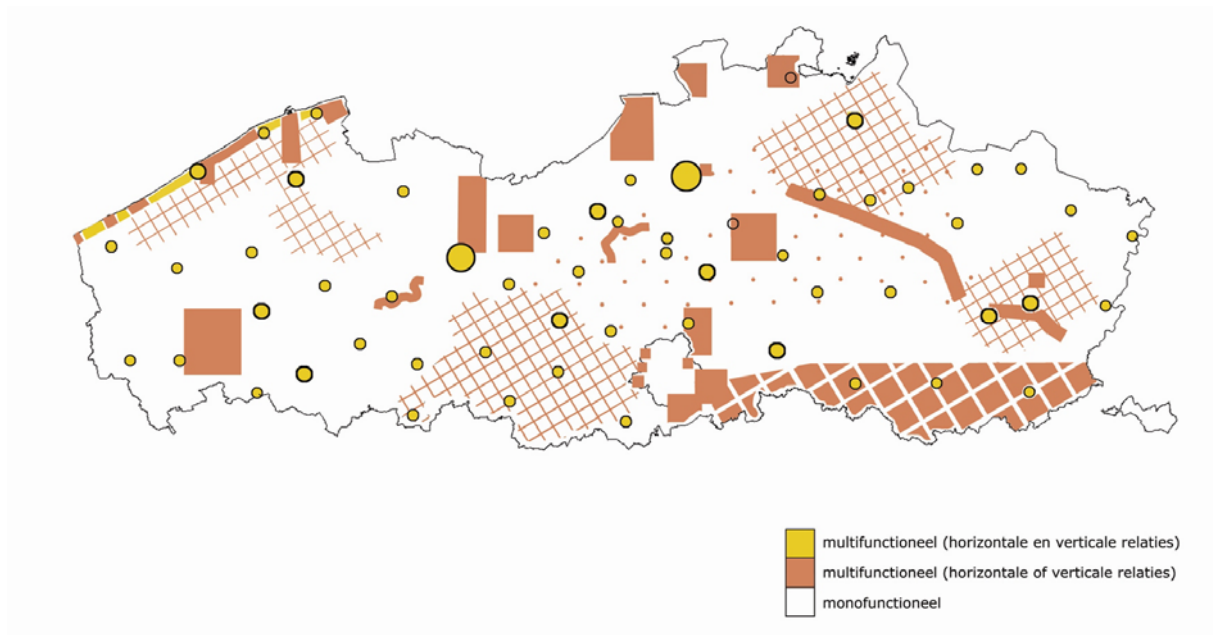 multifunctioneel (horizontale en verticale relaties)
multifunctioneel (horizontale of verticale relaties)
monofunctioneel